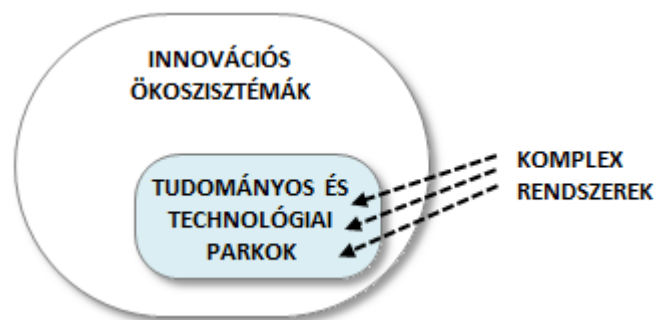 INNOVÁCIÓS
ÖKOSZISZTÉMÁK
TUDOMÁNYOS ÉS
TECHNOLÓGIAI
PARKOK
KOMPLEX
RENDSZEREK